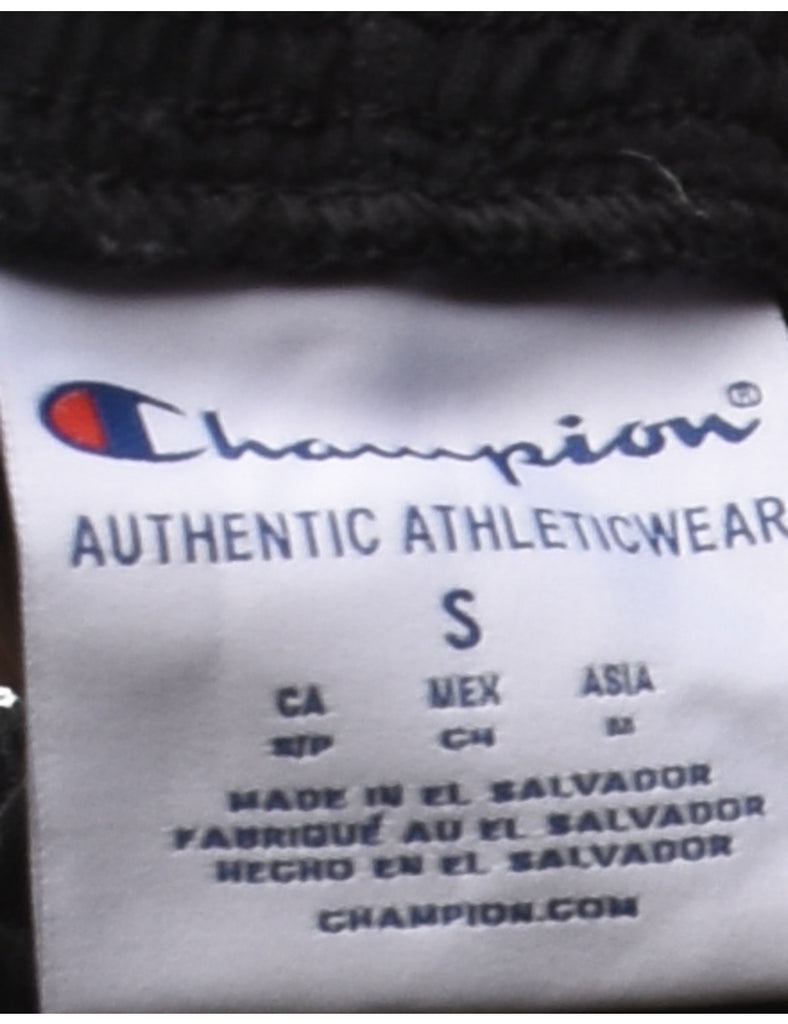 Champion®
AUTHENTIC ATHLETICWEAR
S
CA MEX ASIA
S/P CH M
MADE IN EL SALVADOR
FABRIQUÉ AU EL SALVADOR
HECHO EN EL SALVADOR
CHAMPION.COM